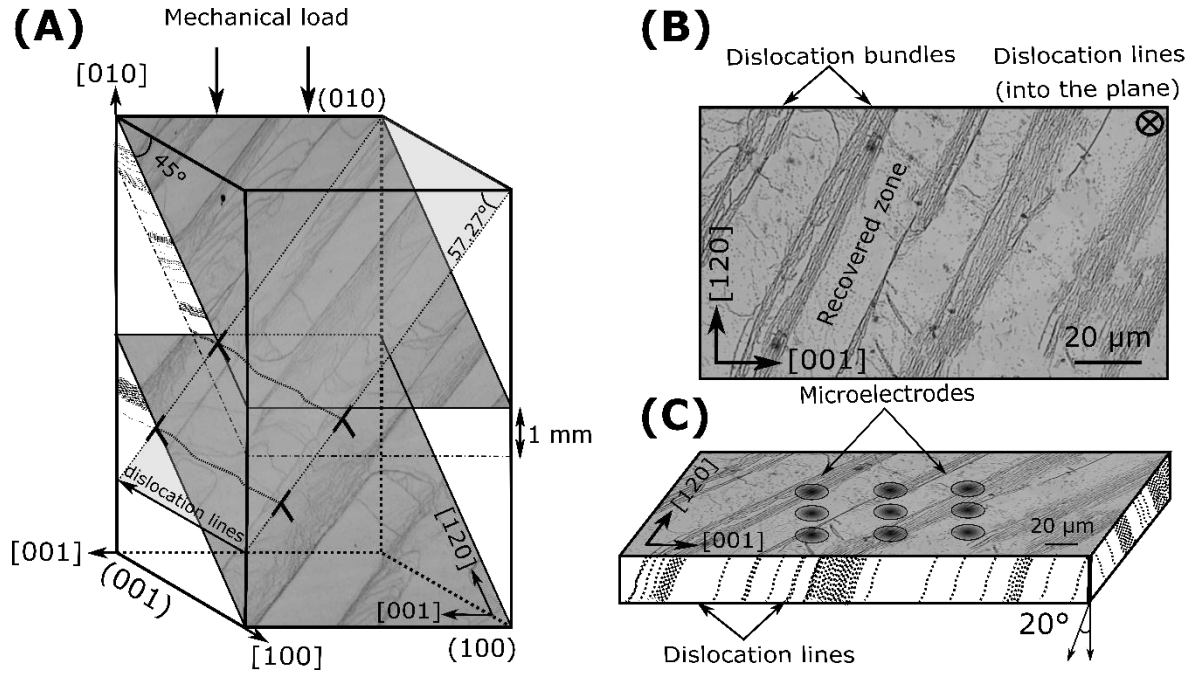 (A)
Mechanical load
[010]
(010)
45°
57.27°
1 mm
dislocation lines
[001]
(001)
[100]
[120]
[001]
(100)
(B)
Dislocation bundles
Dislocation lines
(into the plane)
Recovered zone
[120]
[001]
20 µm
Microelectrodes
(C)
[120]
[001]
20 µm
20°
Dislocation lines